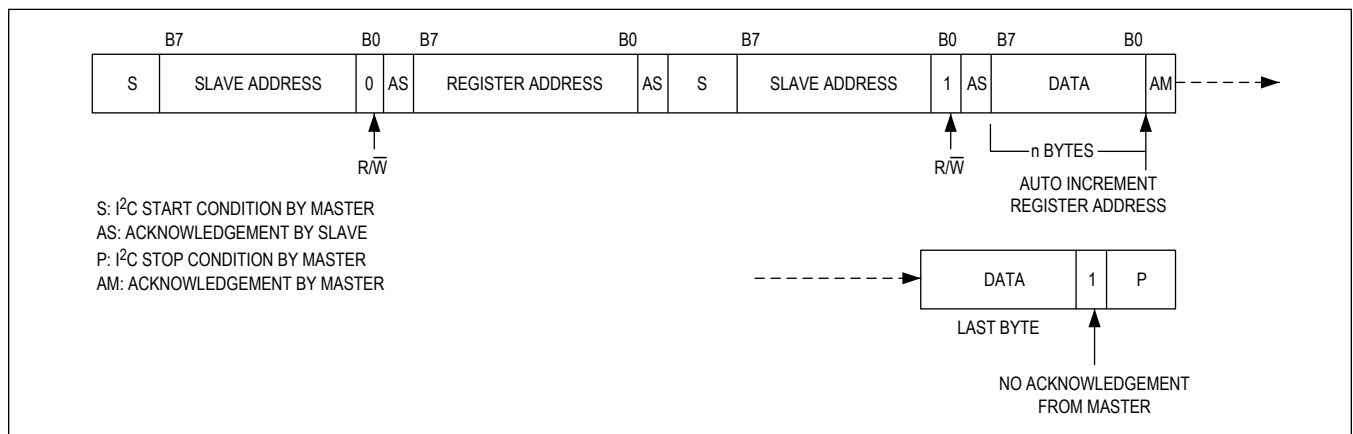 B7 B0 B7 B0 B7 B0 B7 B0
S SLAVE ADDRESS 0 AS REGISTER ADDRESS AS S SLAVE ADDRESS 1 AS DATA AM
R/W̅ R/W̅
n BYTES
AUTO INCREMENT
REGISTER ADDRESS
S: I²C START CONDITION BY MASTER
AS: ACKNOWLEDGEMENT BY SLAVE
P: I²C STOP CONDITION BY MASTER
AM: ACKNOWLEDGEMENT BY MASTER
DATA 1 P
LAST BYTE
NO ACKNOWLEDGEMENT
FROM MASTER